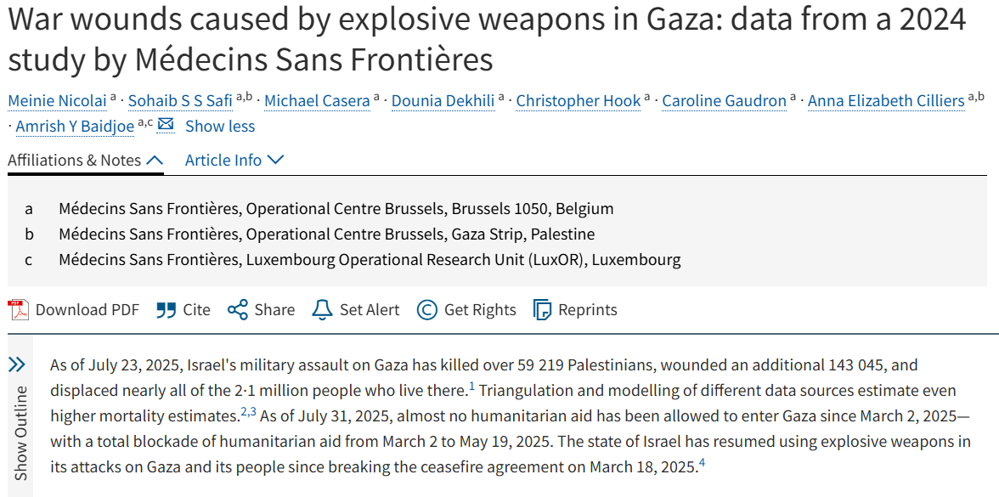 War wounds caused by explosive weapons in Gaza: data from a 2024
study by Médecins Sans Frontières
Meinie Nicolai a · Sohaib S S Safi a,b · Michael Casera a · Dounia Dekhili a · Christopher Hook a · Caroline Gaudron a · Anna Elizabeth Cilliers a,b
· Amrish Y Baidjoe a,c Show less
Affiliations & Notes Article Info
a Médecins Sans Frontières, Operational Centre Brussels, Brussels 1050, Belgium
b Médecins Sans Frontières, Operational Centre Brussels, Gaza Strip, Palestine
c Médecins Sans Frontières, Luxembourg Operational Research Unit (LuxOR), Luxembourg
PDF Download PDF Cite Share Set Alert © Get Rights Reprints
Show Outline
As of July 23, 2025, Israel's military assault on Gaza has killed over 59 219 Palestinians, wounded an additional 143 045, and
displaced nearly all of the 2·1 million people who live there.1 Triangulation and modelling of different data sources estimate even
higher mortality estimates.2,3 As of July 31, 2025, almost no humanitarian aid has been allowed to enter Gaza since March 2, 2025—
with a total blockade of humanitarian aid from March 2 to May 19, 2025. The state of Israel has resumed using explosive weapons in
its attacks on Gaza and its people since breaking the ceasefire agreement on March 18, 2025.4